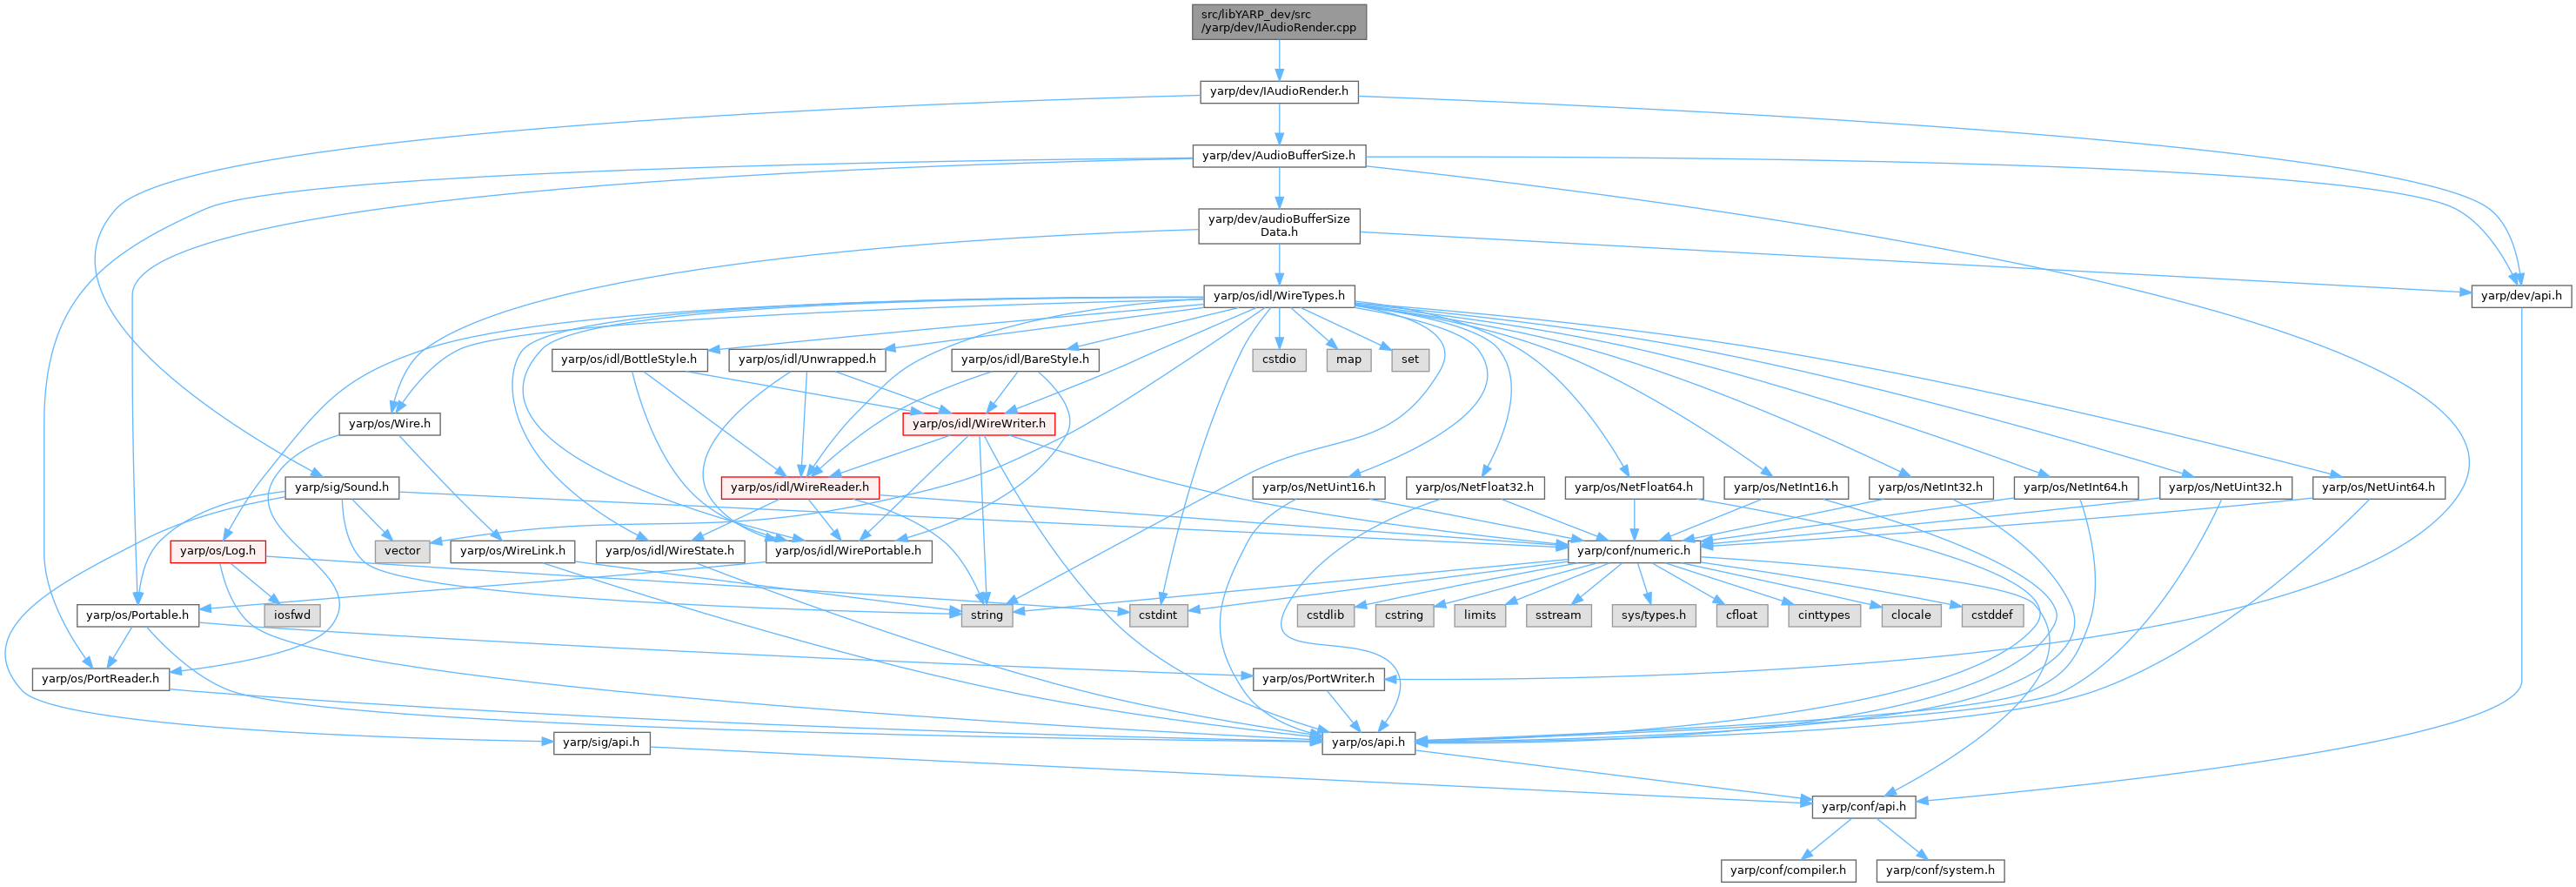 src/libYARP_dev/src
/yarp/dev/IAudioRender.cpp
yarp/dev/IAudioRender.h
yarp/dev/AudioBufferSize.h
yarp/dev/audioBufferSize
Data.h
yarp/os/idl/WireTypes.h
yarp/dev/api.h
yarp/os/idl/BottleStyle.h
yarp/os/idl/Unwrapped.h
yarp/os/idl/BareStyle.h
cstdio
map
set
yarp/os/Wire.h
yarp/os/idl/WireWriter.h
yarp/sig/Sound.h
yarp/os/idl/WireReader.h
yarp/os/NetUint16.h
yarp/os/NetFloat32.h
yarp/os/NetFloat64.h
yarp/os/NetInt16.h
yarp/os/NetInt32.h
yarp/os/NetInt64.h
yarp/os/NetUint32.h
yarp/os/NetUint64.h
yarp/os/Log.h
vector
yarp/os/WireLink.h
yarp/os/idl/WireState.h
yarp/os/idl/WirePortable.h
yarp/conf/numeric.h
yarp/os/Portable.h
iosfwd
string
cstdint
cstdlib
cstring
limits
sstream
sys/types.h
cfloat
cinttypes
clocale
cstddef
yarp/os/PortReader.h
yarp/os/PortWriter.h
yarp/sig/api.h
yarp/os/api.h
yarp/conf/api.h
yarp/conf/compiler.h
yarp/conf/system.h